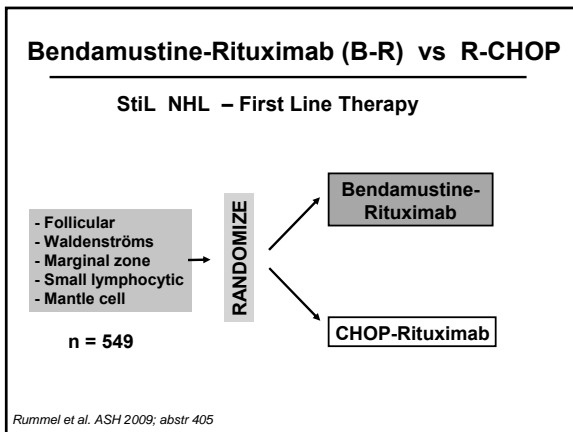 Bendamustine-Rituximab (B-R) vs R-CHOP
StiL NHL – First Line Therapy
- Follicular
- Waldenströms
- Marginal zone
- Small lymphocytic
- Mantle cell
n = 549
RANDOMIZE
Bendamustine-
Rituximab
CHOP-Rituximab
Rummel et al. ASH 2009; abstr 405